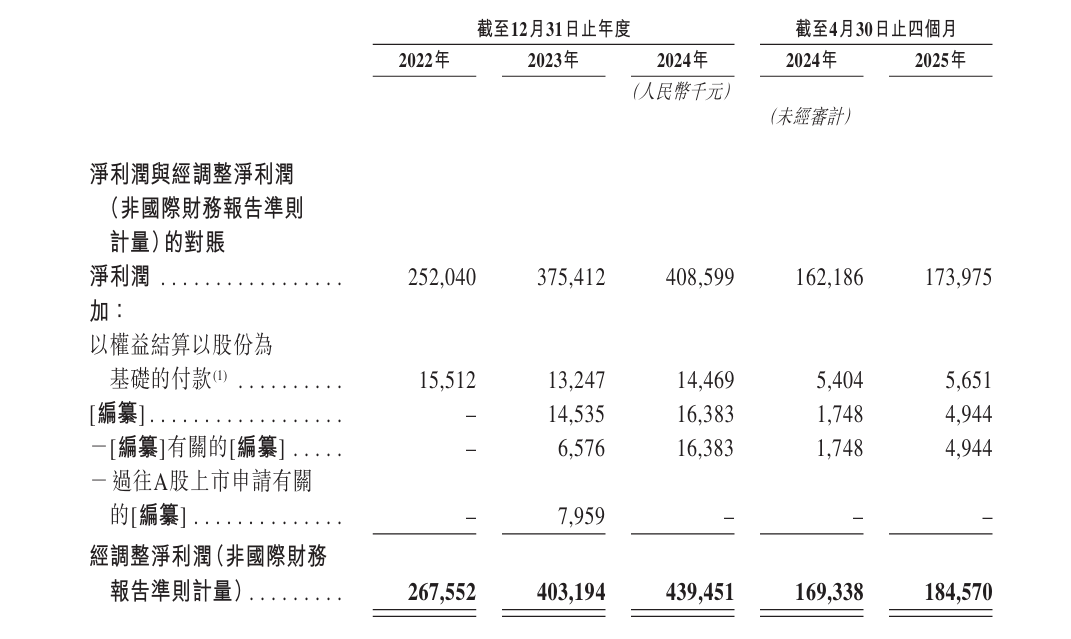 截至12月31日止年度 截至4月30日止四個月
2022年 2023年 2024年 2024年 2025年
(人民幣千元)
(未經審計)
淨利潤與經調整淨利潤
(非國際財務報告準則
計量)的對賬
淨利潤 ................. 252,040 375,412 408,599 162,186 173,975
加：
以權益結算以股份為
基礎的付款(1) .......... 15,512 13,247 14,469 5,404 5,651
[編纂].................. – 14,535 16,383 1,748 4,944
－[編纂]有關的[編纂] ..... – 6,576 16,383 1,748 4,944
－過往A股上市申請有關
的[編纂] .............. – 7,959 – – –
經調整淨利潤(非國際財務
報告準則計量)......... 267,552 403,194 439,451 169,338 184,570